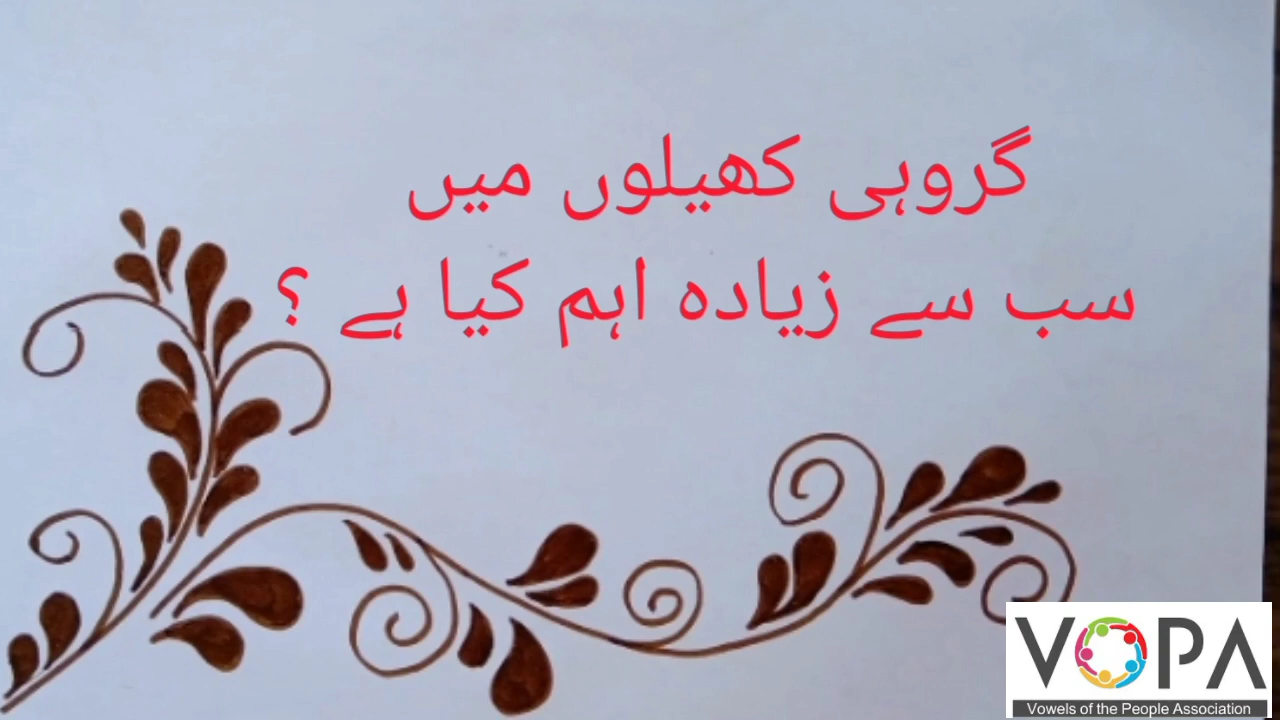 گروہی کھیلوں میں
سب سے زیادہ اہم کیا ہے ؟
VOPA
Vowels of the People Association